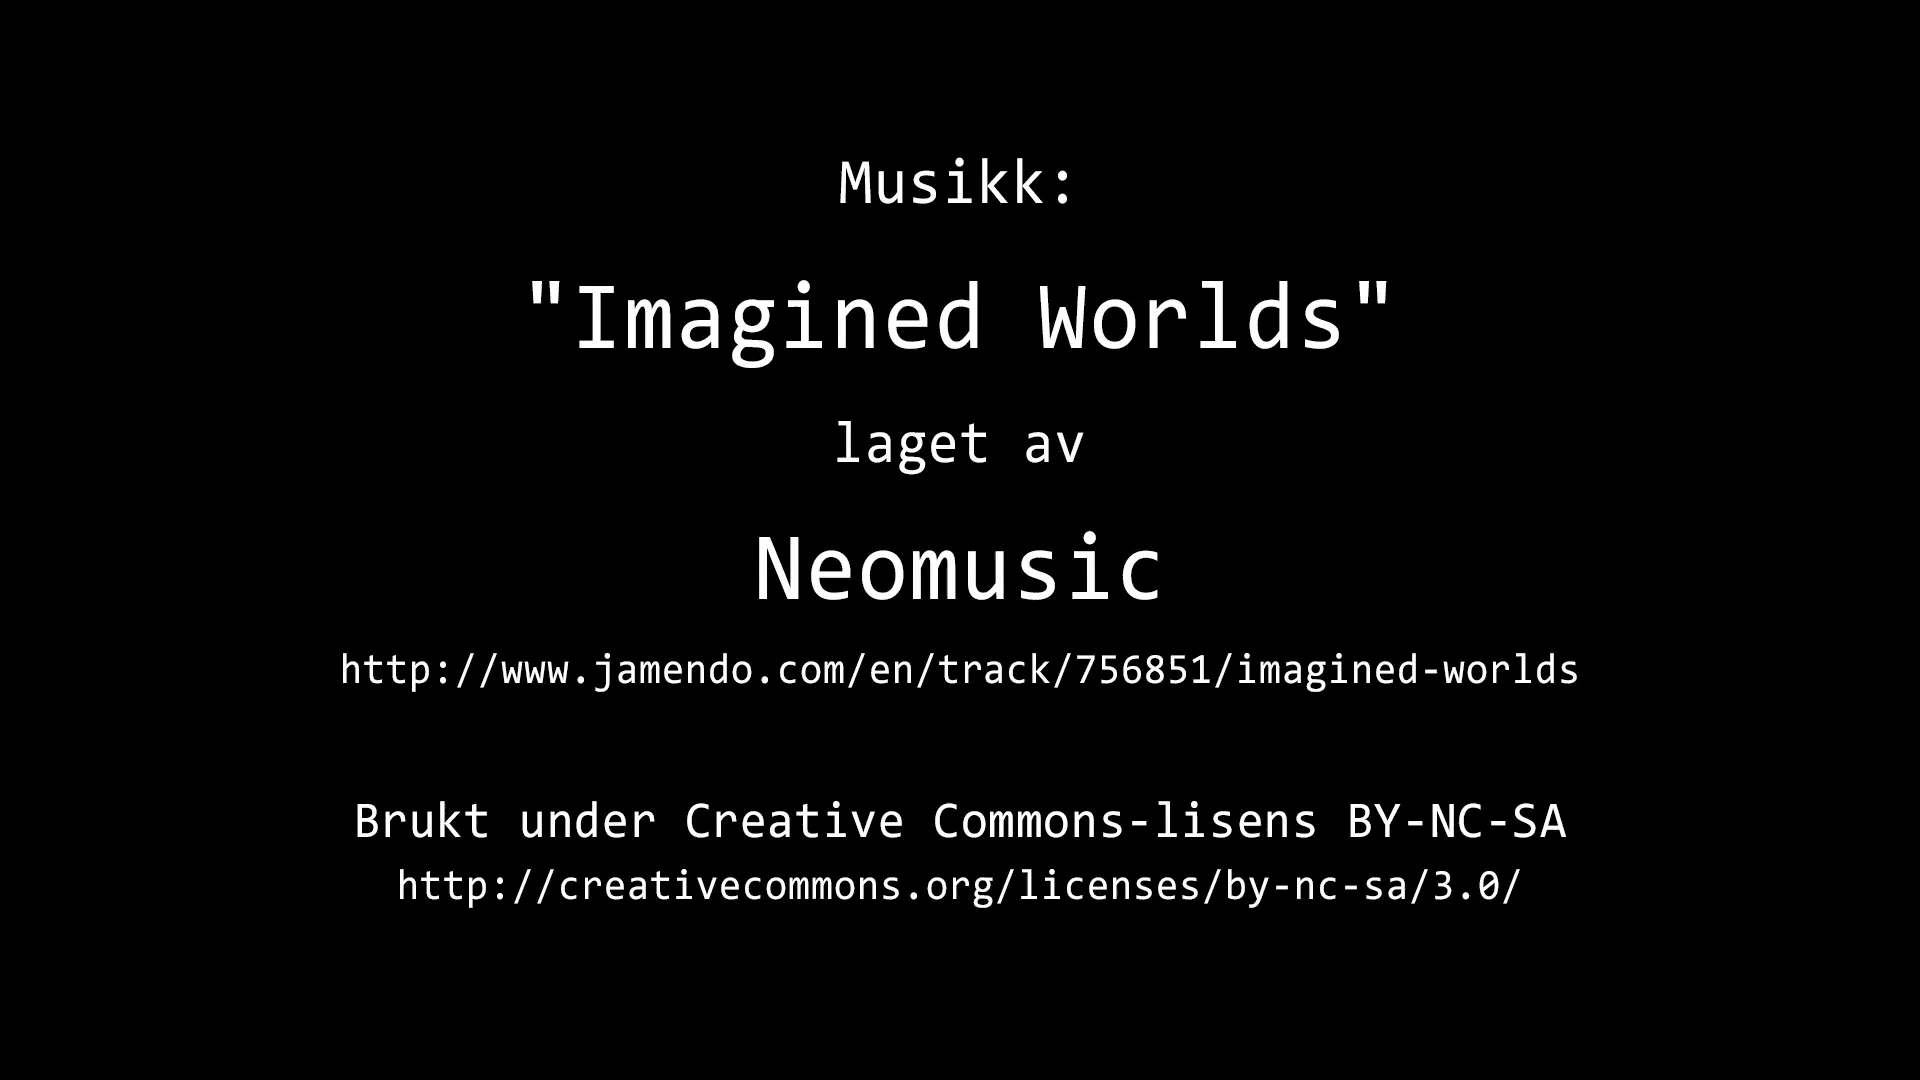 Musikk:
"Imagined Worlds"
laget av
Neomusic
http://www.jamendo.com/en/track/756851/imagined-worlds
Brukt under Creative Commons-lisens BY-NC-SA
http://creativecommons.org/licenses/by-nc-sa/3.0/